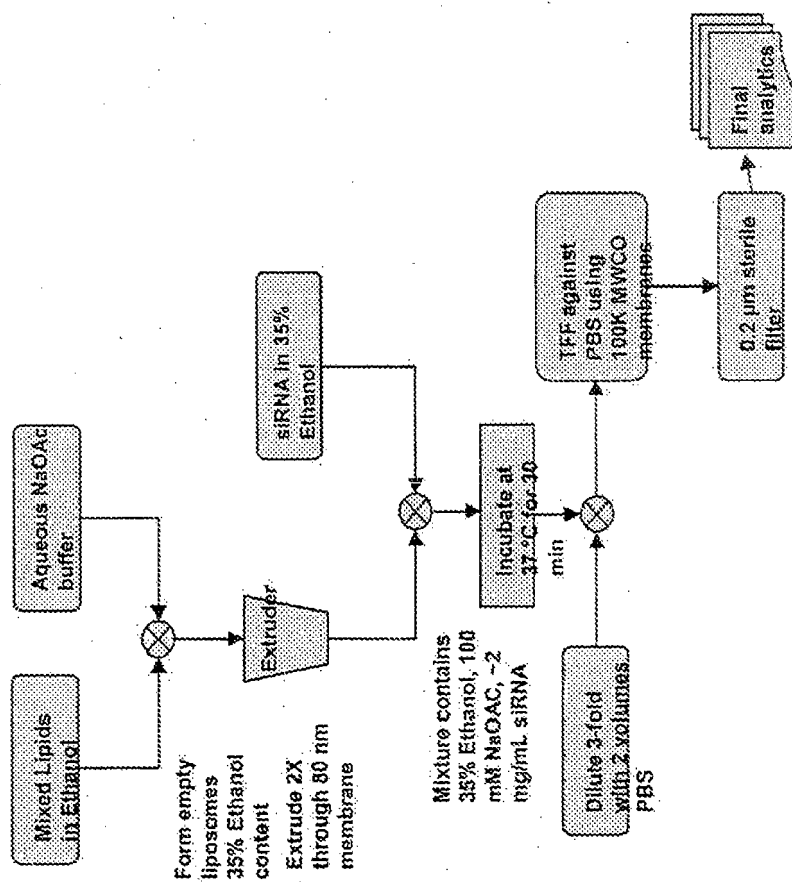 Mixed Lipids
in Ethanol
Aqueous NaOAc
buffer
Form empty
liposomes
35% Ethanol
content
Extruder
Extrude 2X
through 80 nm
membrane
siRNA in 35%
Ethanol
Mixture contains
35% Ethanol, 100
mM NaOAC, ~2
mg/mL siRNA
Incubate at
37 °C for 30
min
Dilute 3-fold
with 2 volumes
PBS
TFF against
PBS using
100K MWCO
membranes
0.2 µm sterile
filter
Final
analytics